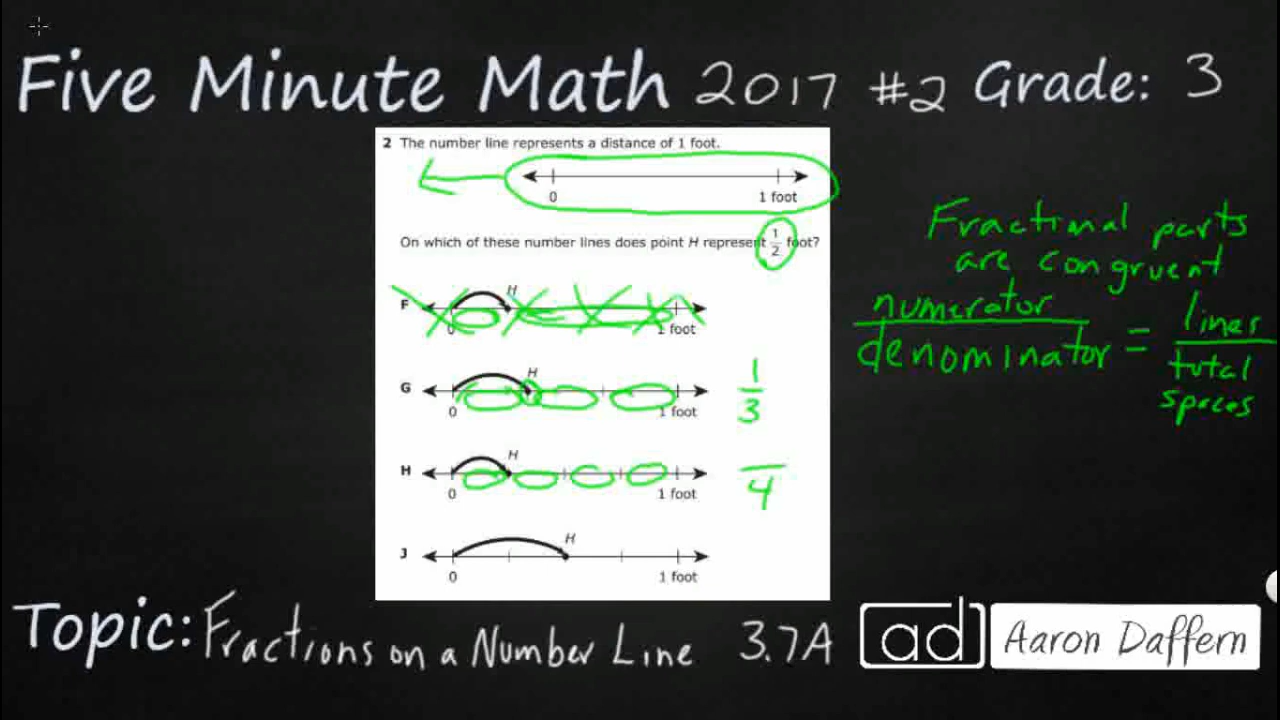 Five Minute Math 2017 #2 Grade: 3
2 The number line represents a distance of 1 foot.
0 1 foot
On which of these number lines does point H represent 1/2 foot?
F H
0 1 foot
G H
0 1 foot
1/3
H H
0 1 foot
/4
J H
0 1 foot
Fractional parts
are congruent
numerator/denominator = lines/total spaces
Topic: Fractions on a Number Line 3.7A
ad Aaron Daffern